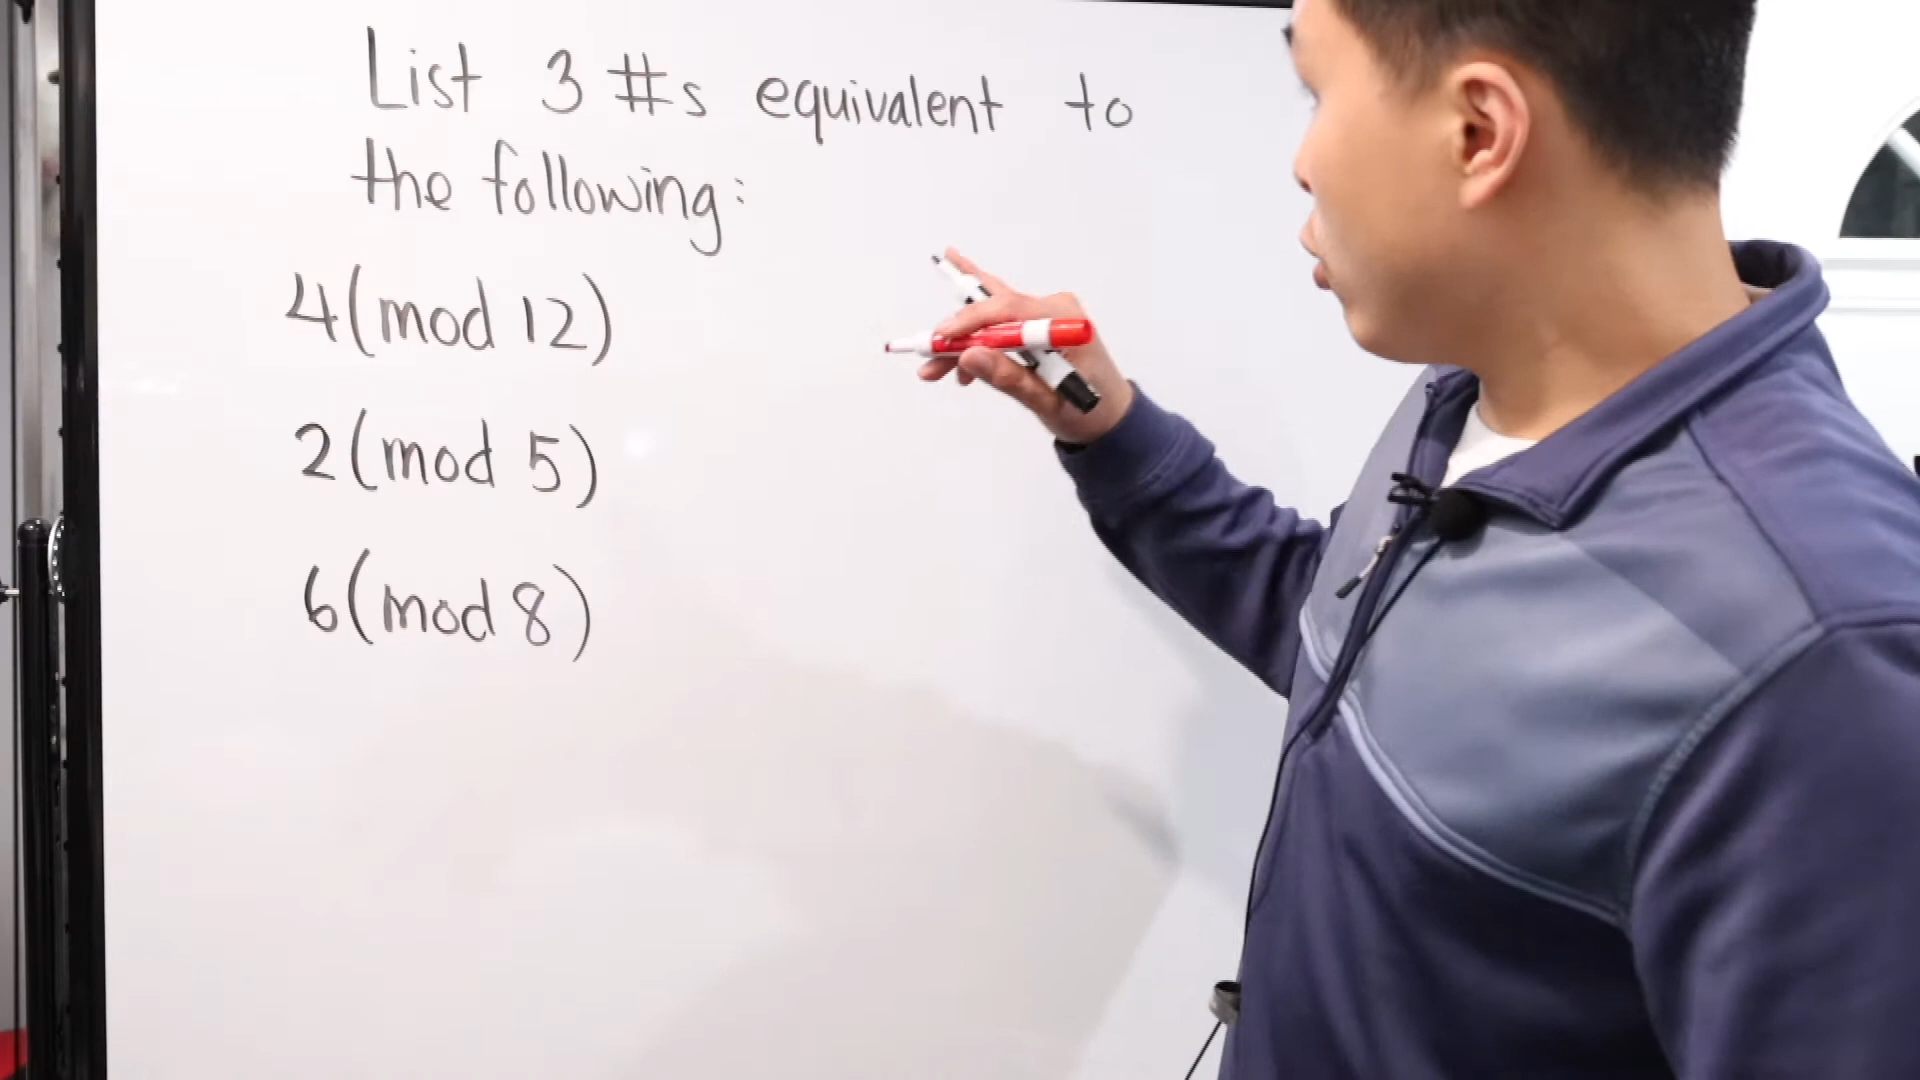 List 3 #s equivalent to
the following:
4(mod 12)
2(mod 5)
6(mod 8)